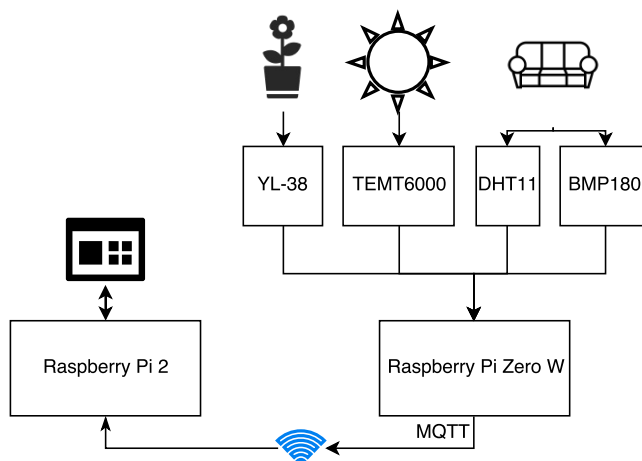 YL-38
TEMT6000
DHT11
BMP180
Raspberry Pi 2
Raspberry Pi Zero W
MQTT